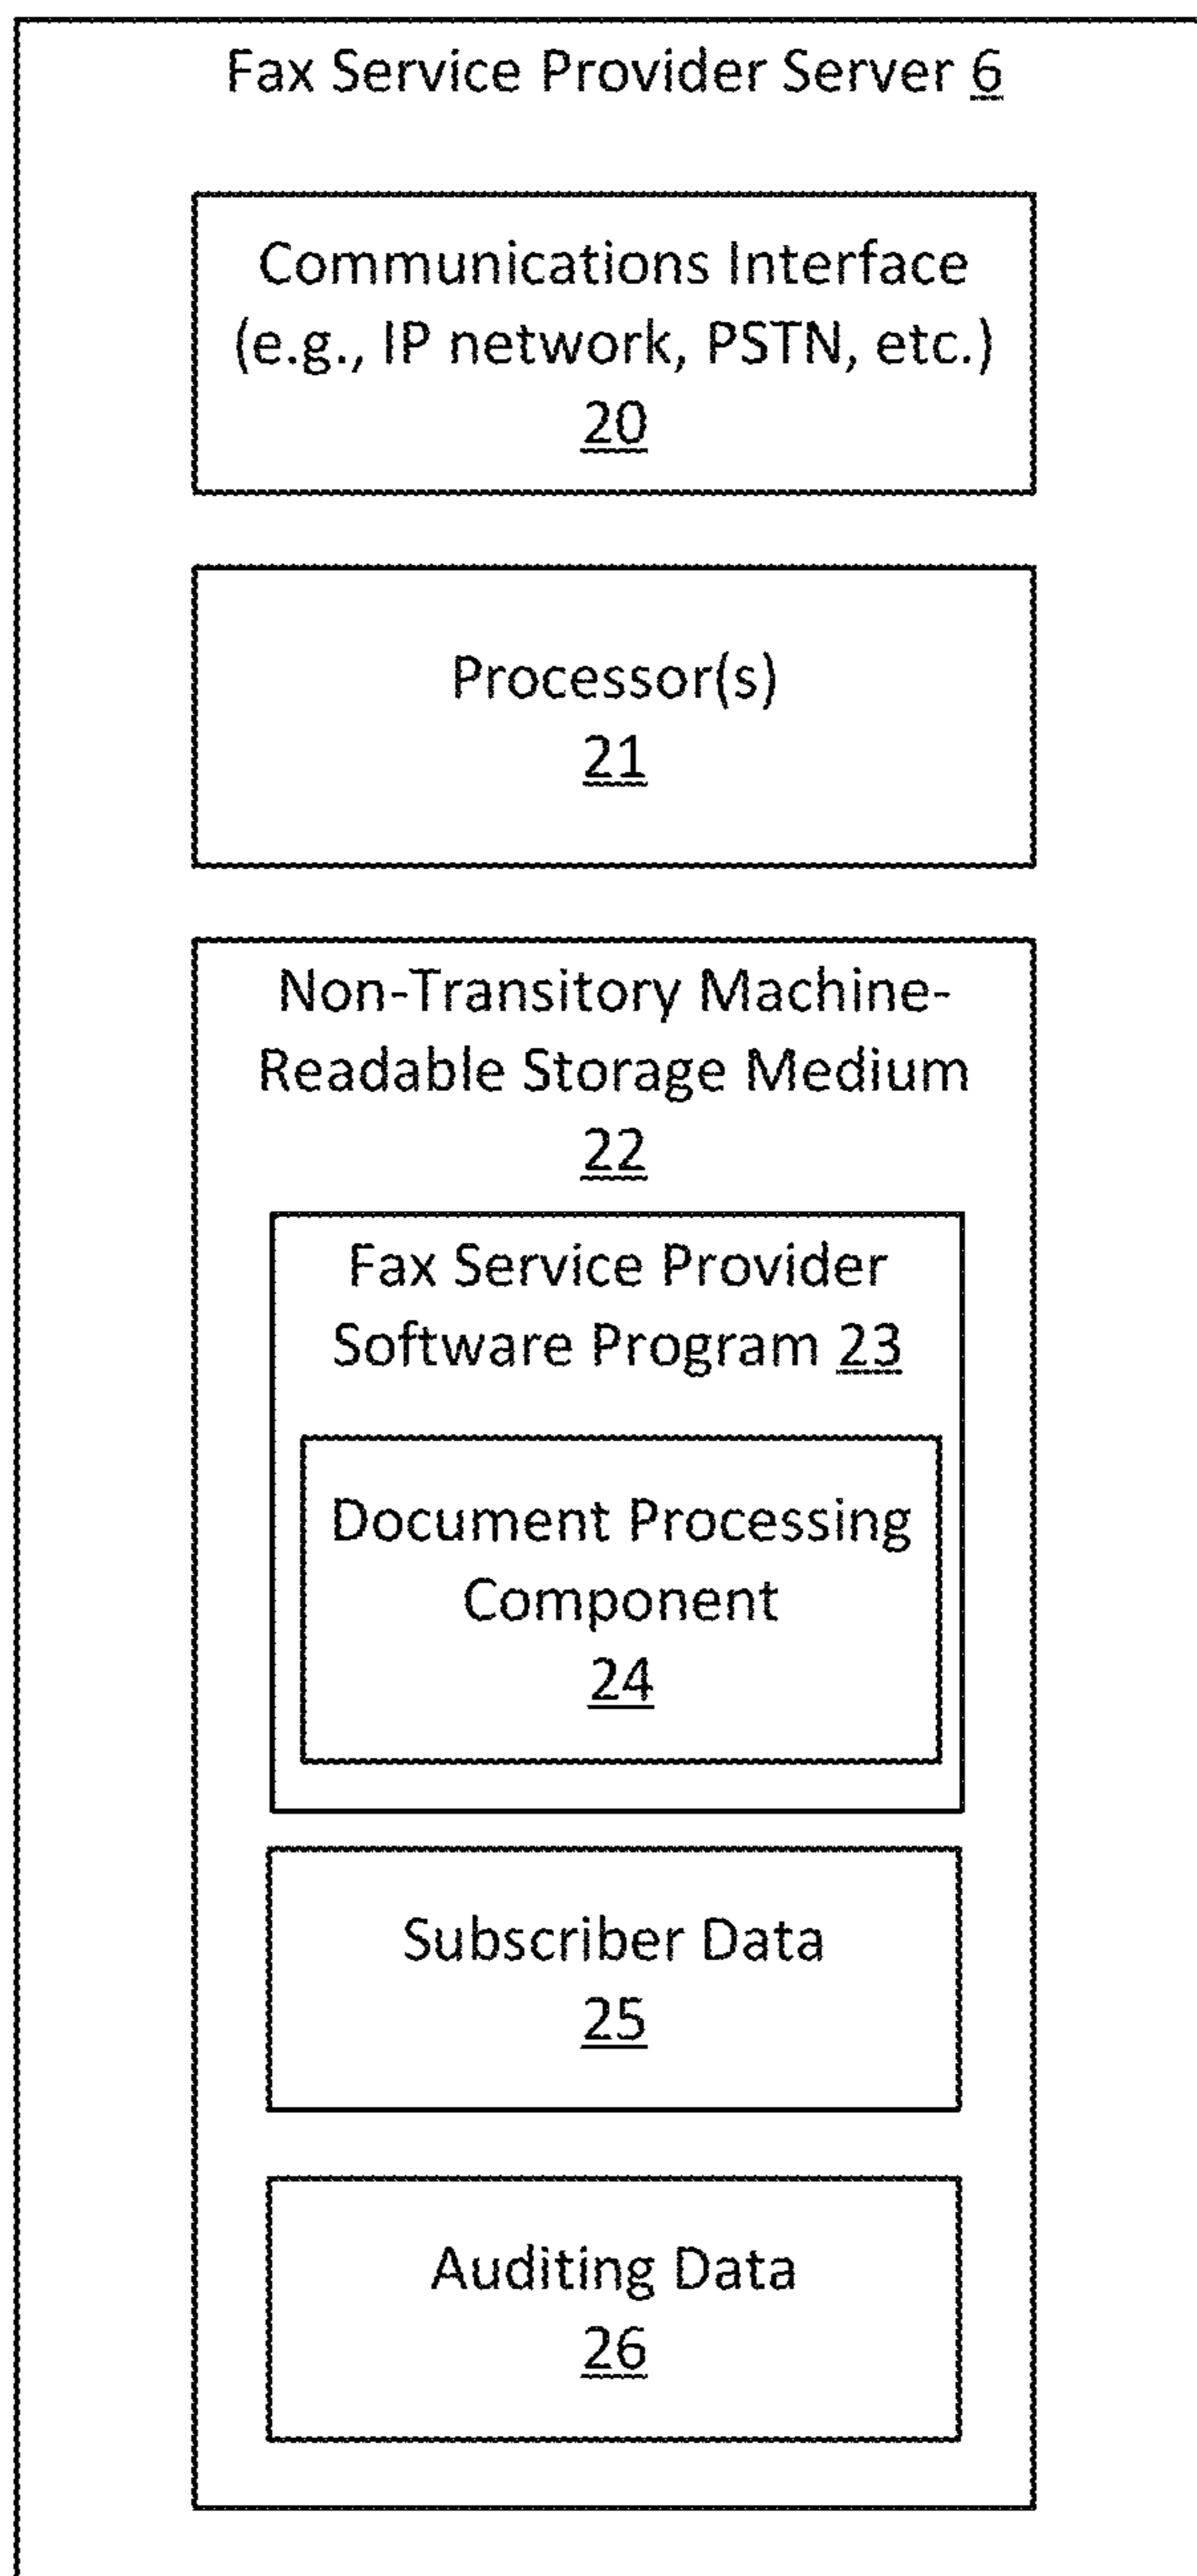 Fax Service Provider Server 6
Communications Interface
(e.g., IP network, PSTN, etc.)
20
Processor(s)
21
Non-Transitory Machine-
Readable Storage Medium
22
Fax Service Provider
Software Program 23
Document Processing
Component
24
Subscriber Data
25
Auditing Data
26